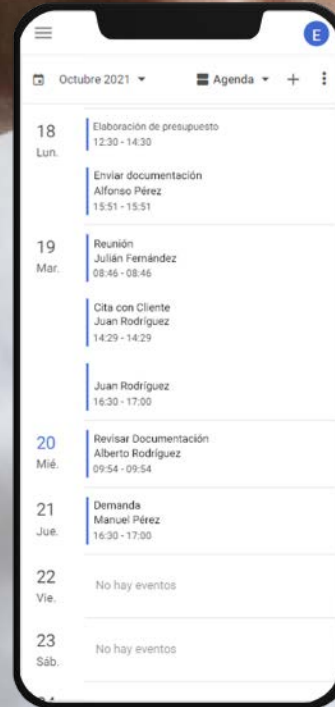 E
Octubre 2021
Agenda
18
Lun.
Elaboración de presupuesto
12:30 - 14:30
Enviar documentación
Alfonso Pérez
15:51 - 15:51
19
Mar.
Reunión
Julián Fernández
08:46 - 08:46
Cita con Cliente
Juan Rodríguez
14:29 - 14:29
Juan Rodríguez
16:30 - 17:00
20
Mié.
Revisar Documentación
Alberto Rodríguez
09:54 - 09:54
21
Jue.
Demanda
Manuel Pérez
16:30 - 17:00
22
Vie.
No hay eventos
23
Sáb.
No hay eventos